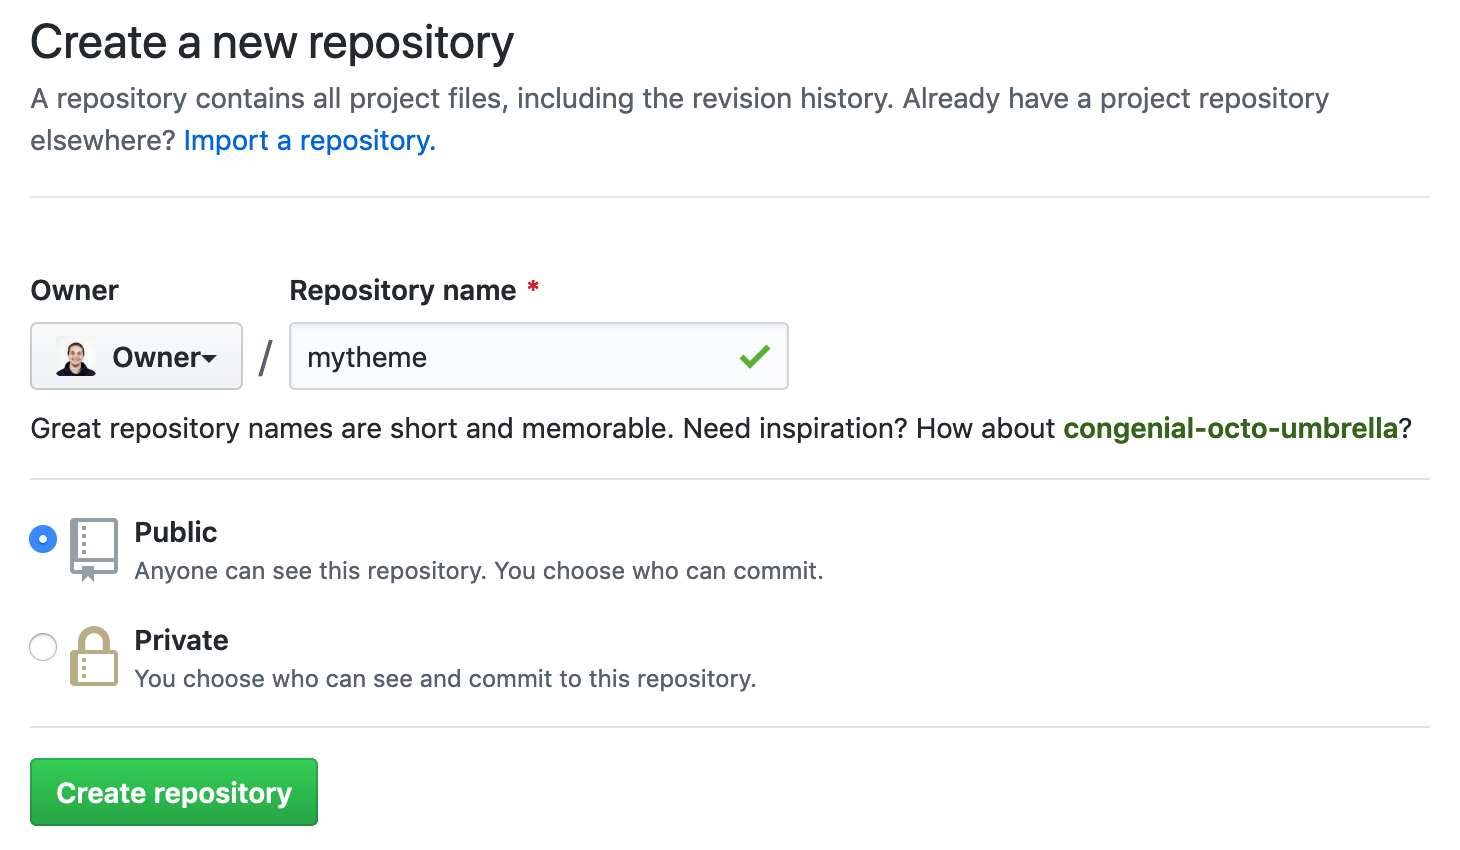 Create a new repository
A repository contains all project files, including the revision history. Already have a project repository
elsewhere? Import a repository.
Owner
Repository name *
Owner
/
mytheme
Great repository names are short and memorable. Need inspiration? How about congenial-octo-umbrella?
Public
Anyone can see this repository. You choose who can commit.
Private
You choose who can see and commit to this repository.
Create repository